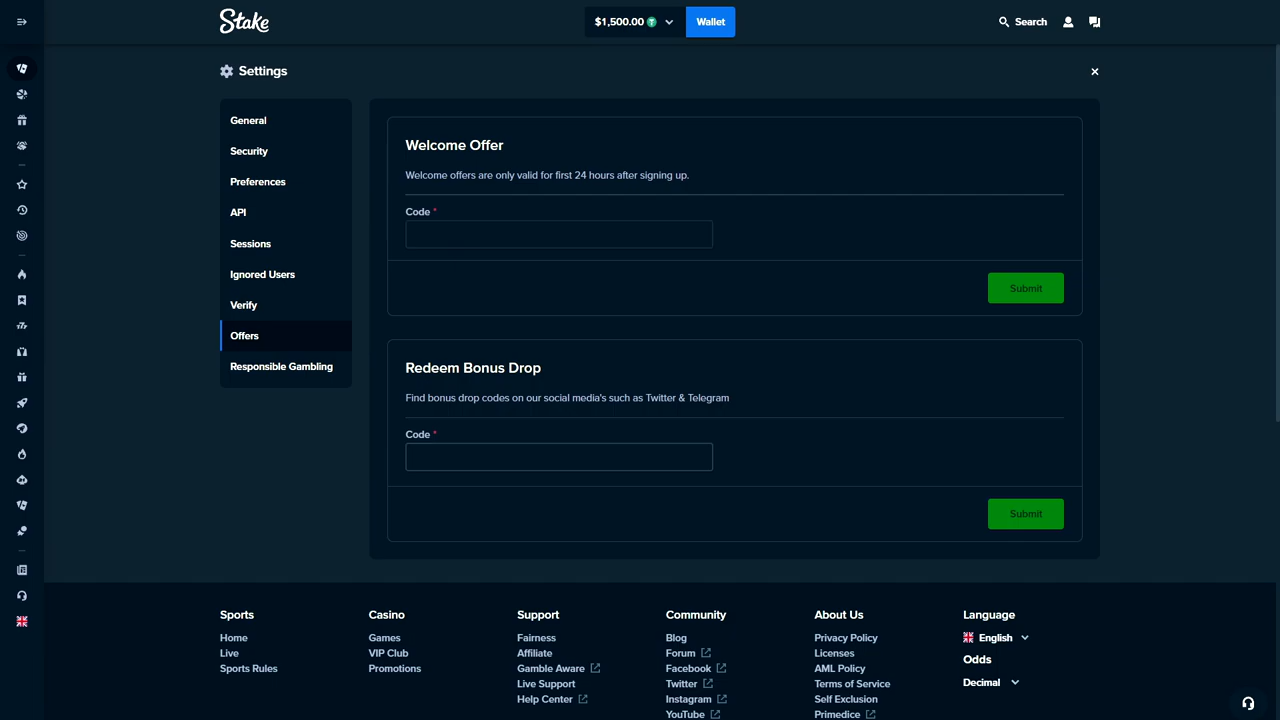 Stake
$1,500.00
Wallet
Search
Settings
General
Security
Preferences
API
Sessions
Ignored Users
Verify
Offers
Responsible Gambling
Welcome Offer
Welcome offers are only valid for first 24 hours after signing up.
Code *
Submit
Redeem Bonus Drop
Find bonus drop codes on our social media's such as Twitter & Telegram
Code *
Submit
Sports
Home
Live
Sports Rules
Casino
Games
VIP Club
Promotions
Support
Fairness
Affiliate
Gamble Aware
Live Support
Help Center
Community
Blog
Forum
Facebook
Twitter
Instagram
YouTube
About Us
Privacy Policy
Licenses
AML Policy
Terms of Service
Self Exclusion
Primedice
Language
English
Odds
Decimal